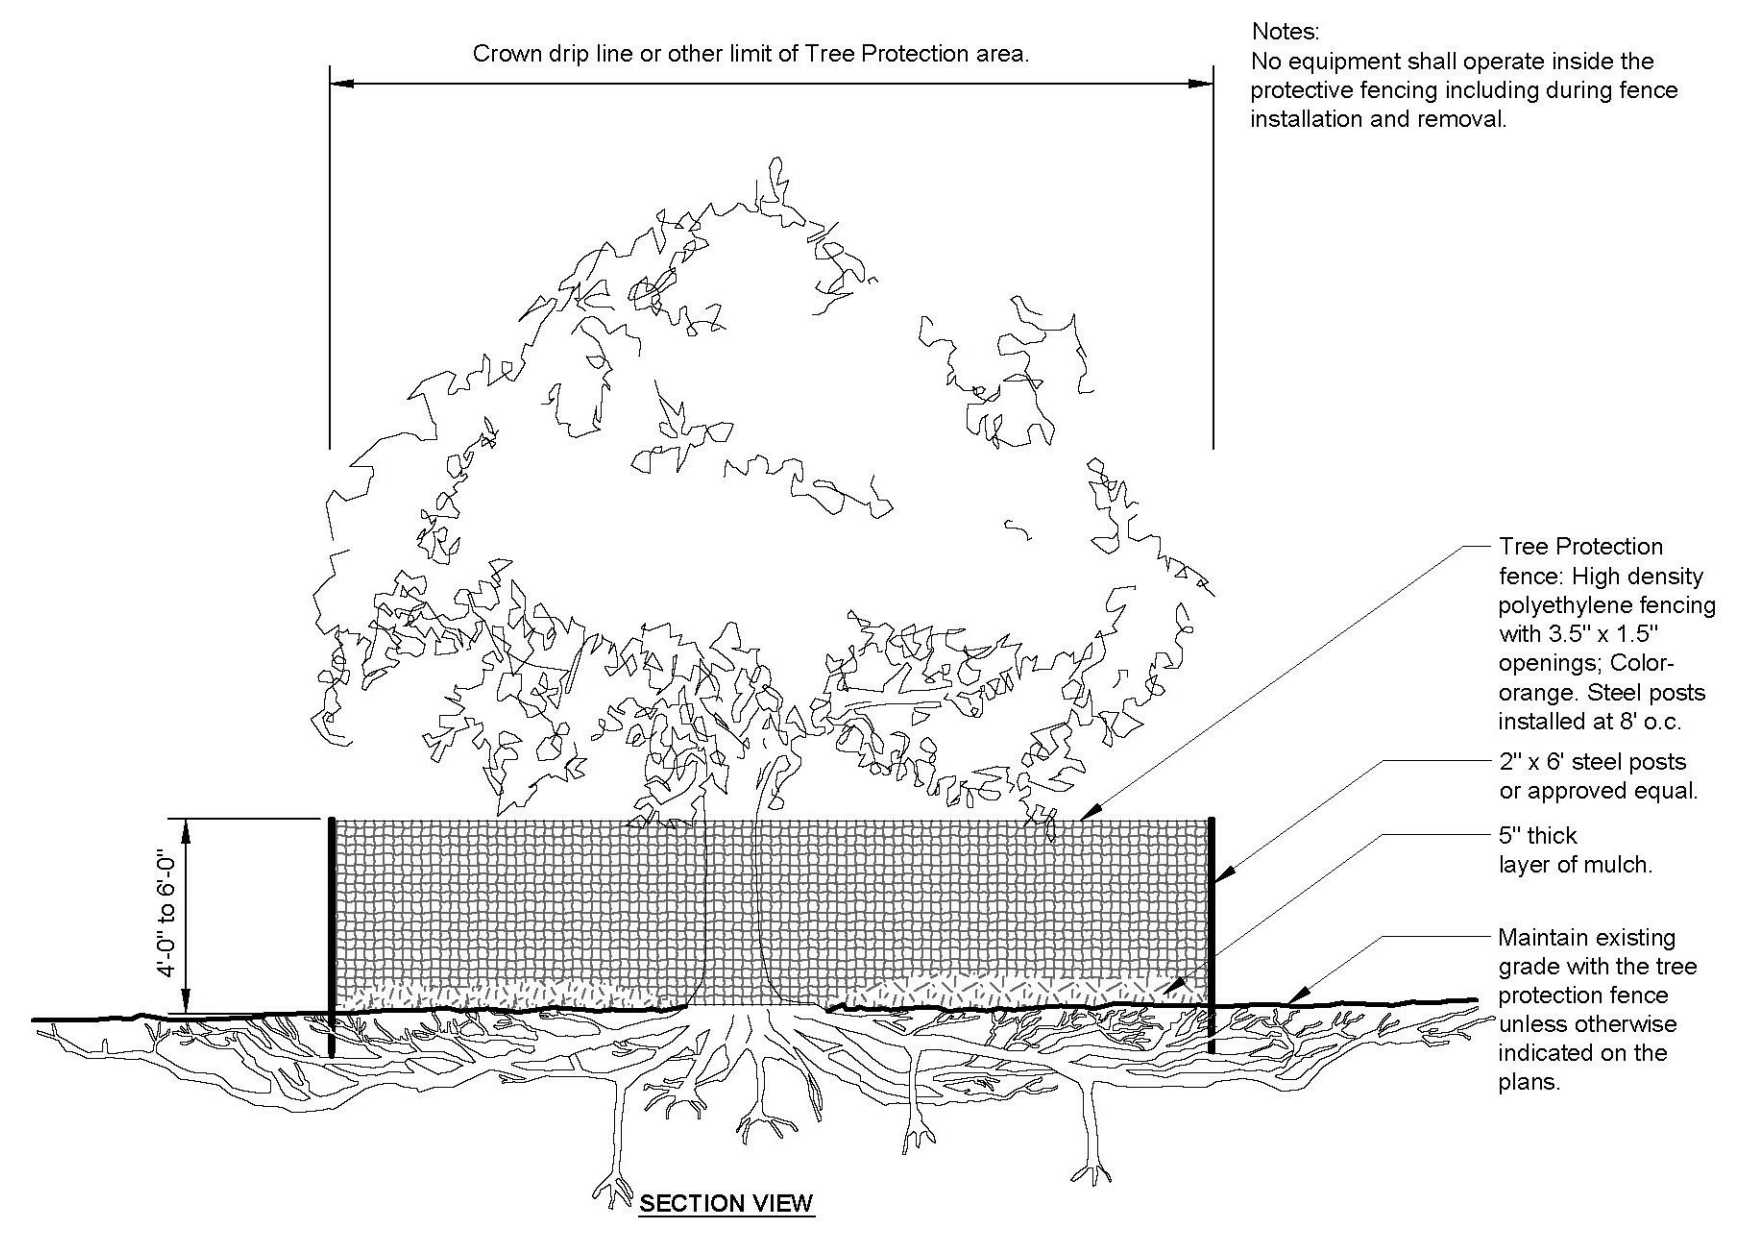 Crown drip line or other limit of Tree Protection area.
Notes:
No equipment shall operate inside the
protective fencing including during fence
installation and removal.
Tree Protection
fence: High density
polyethylene fencing
with 3.5" x 1.5"
openings; Color-
orange. Steel posts
installed at 8' o.c.
2" x 6' steel posts
or approved equal.
5" thick
layer of mulch.
4'-0" to 6'-0"
Maintain existing
grade with the tree
protection fence
unless otherwise
indicated on the
plans.
SECTION VIEW